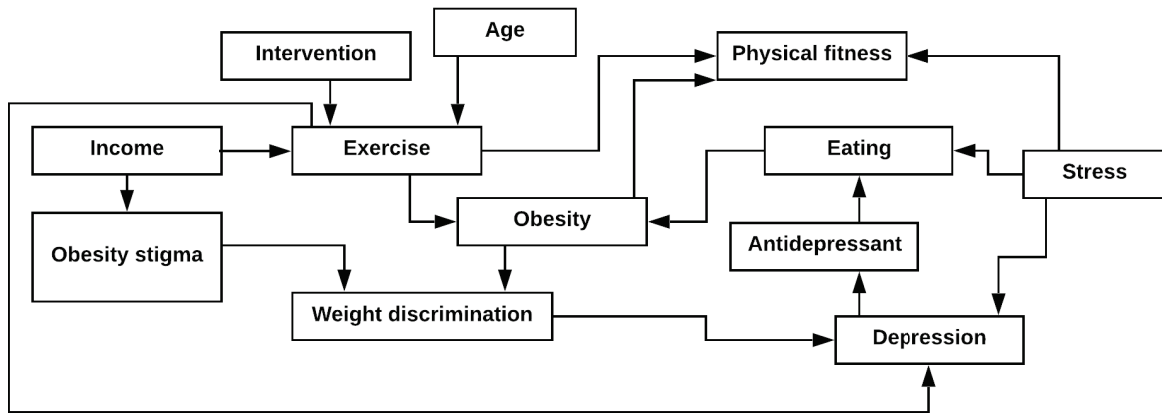 Age
Intervention
Physical fitness
Income
Exercise
Eating
Stress
Obesity
Obesity stigma
Antidepressant
Weight discrimination
Depression